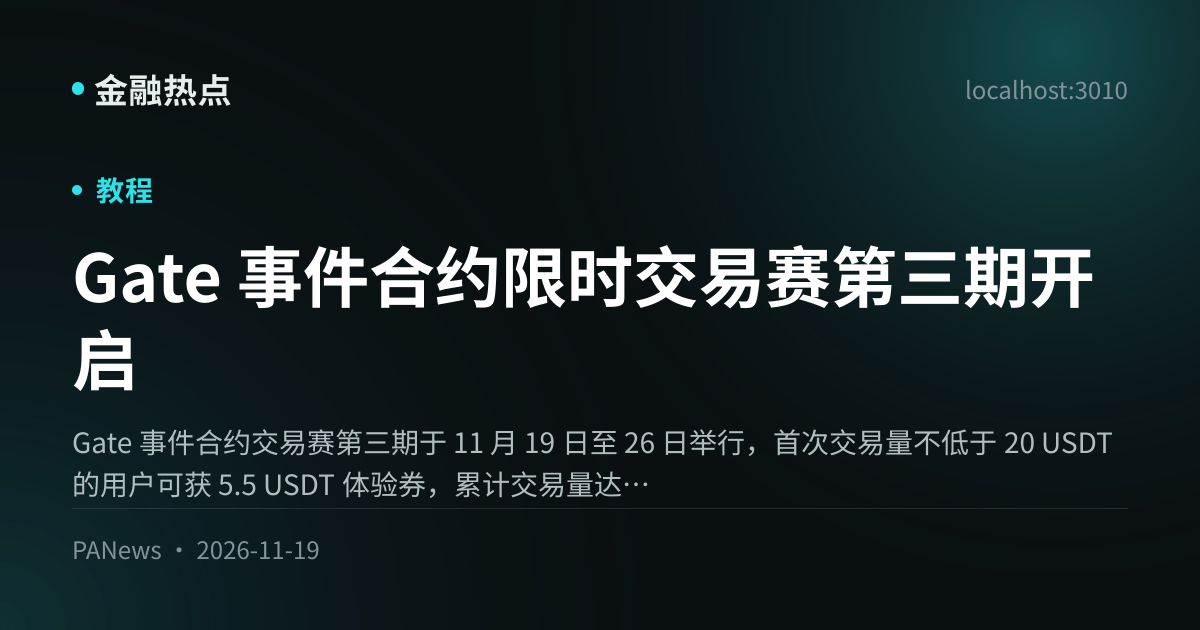 金融热点
localhost:3010
教程
Gate 事件合约限时交易赛第三期开
启
Gate 事件合约交易赛第三期于 11 月 19 日至 26 日举行，首次交易量不低于 20 USDT
的用户可获 5.5 USDT 体验券，累计交易量达…
PANews • 2026-11-19